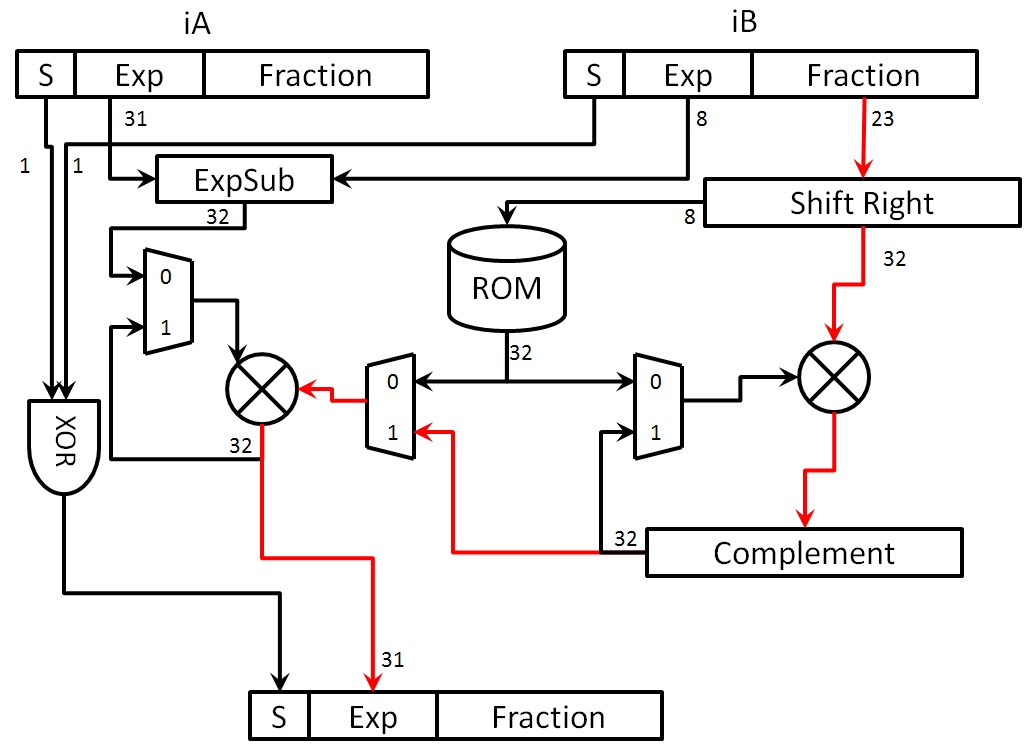 iA
iB
S Exp Fraction
S Exp Fraction
31
8
23
1
1
ExpSub
Shift Right
32
8
32
ROM
0
1
32
0
1
0
1
32
XOR
32
Complement
31
S Exp Fraction